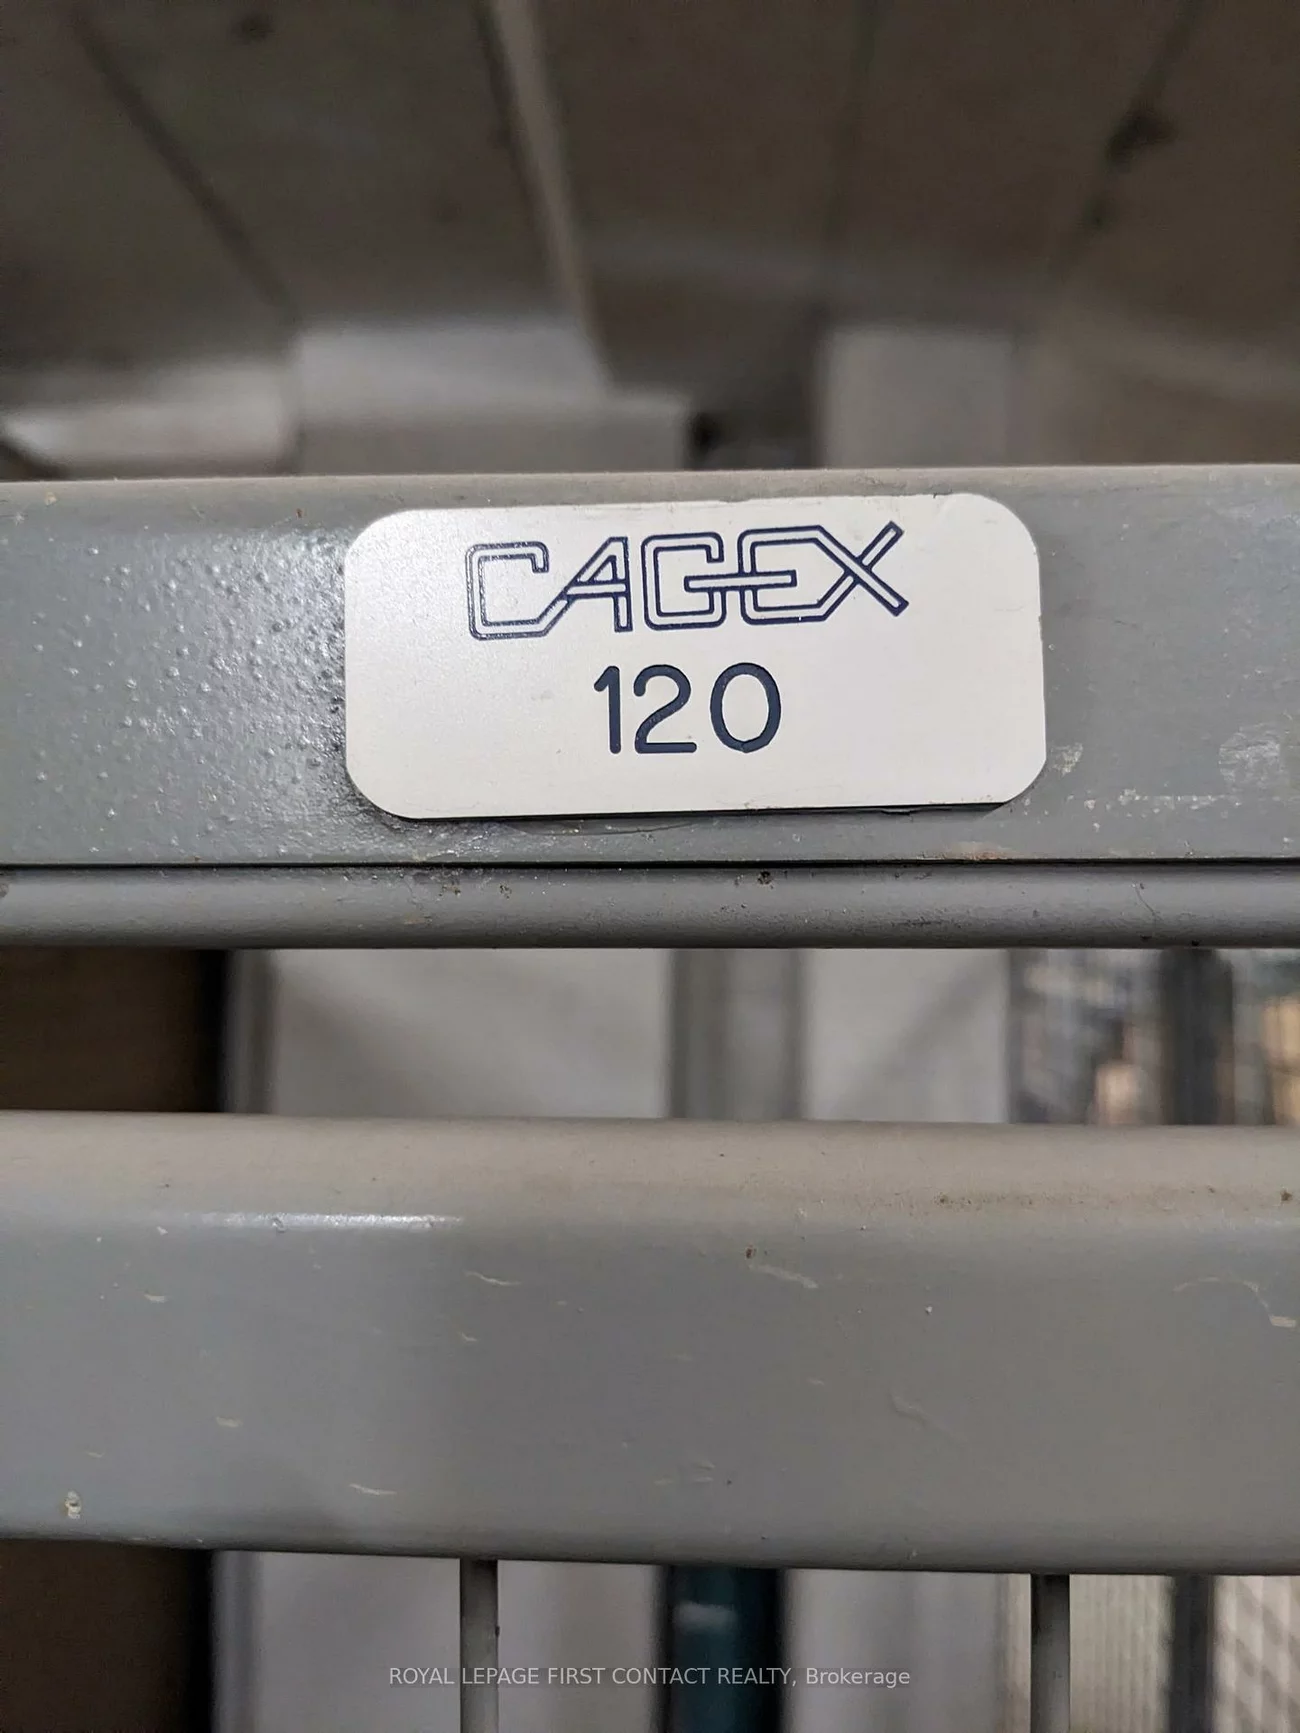 CAGEX
120
ROYAL LEPAGE FIRST CONTACT REALTY, Brokerage